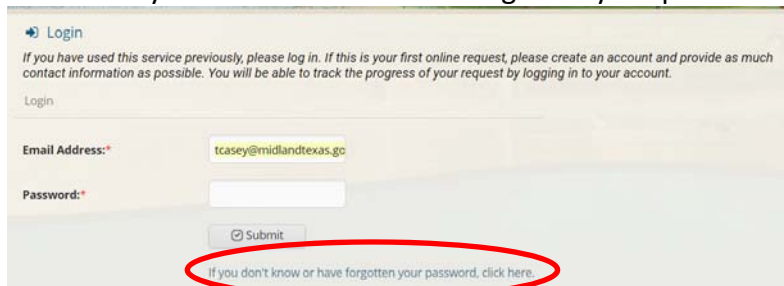 Login
If you have used this service previously, please log in. If this is your first online request, please create an account and provide as much
contact information as possible. You will be able to track the progress of your request by logging in to your account.
Login
Email Address:*
tcasey@midlandtexas.go
Password:*
Submit
If you don't know or have forgotten your password, click here.